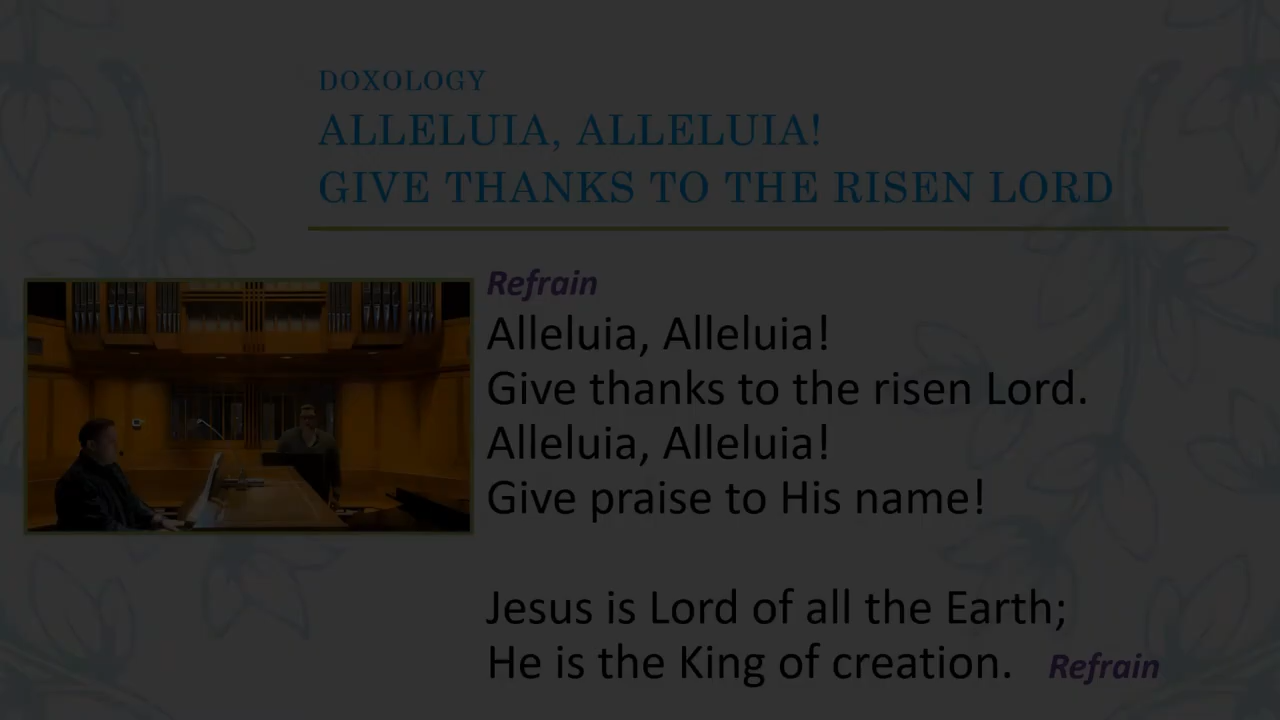 DOXOLOGY
ALLELUIA, ALLELUIA!
GIVE THANKS TO THE RISEN LORD
Refrain
Alleluia, Alleluia!
Give thanks to the risen Lord.
Alleluia, Alleluia!
Give praise to His name!
Jesus is Lord of all the Earth;
He is the King of creation. Refrain